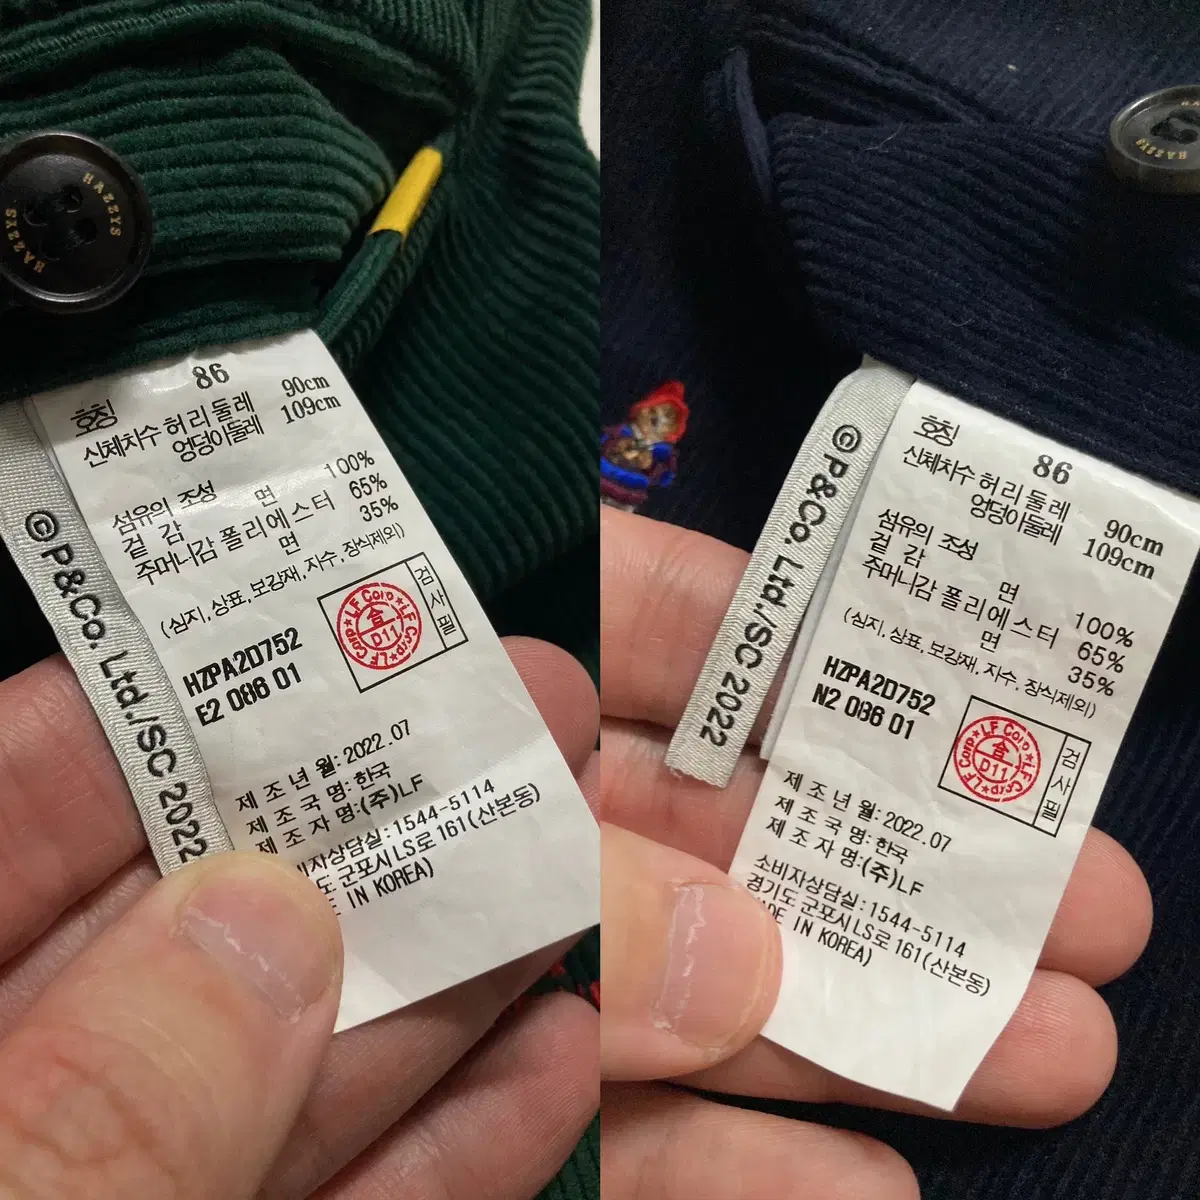 HAZZYS
HAZZYS
호칭 86
신체치수 허리둘레 90cm
엉덩이둘레 109cm
섬유의 조성
겉 감 면 100%
주머니감 폴리에스터 65%
면 35%
(심지, 상표, 보강재, 자수, 장식제외)
HZPA2D752
E2 086 01
검사필
LF Corp★LF Corp★LF Corp★
合
D11
제 조 년 월: 2022.07
제 조 국 명: 한국
제 조 자 명:(주)LF
비자상담실:1544-5114
도 군포시LS로 161(산본동)
IN KOREA)
©P&Co. Ltd./SC 2022
HAZZYS
호칭 86
신체치수 허리둘레 90cm
엉덩이둘레 109cm
섬유의 조성
겉 감 면 100%
주머니감 폴리에스터 65%
면 35%
(심지, 상표, 보강재, 자수, 장식제외)
HZPA2D752
N2 086 01
검사필
LF Corp★LF Corp★LF Corp★
合
D11
제 조 년 월: 2022.07
제 조 국 명: 한국
제 조 자 명:(주)LF
소비자상담실:1544-5114
경기도 군포시LS로 161(산본동)
IN KOREA)
©P&Co. Ltd./SC 2022